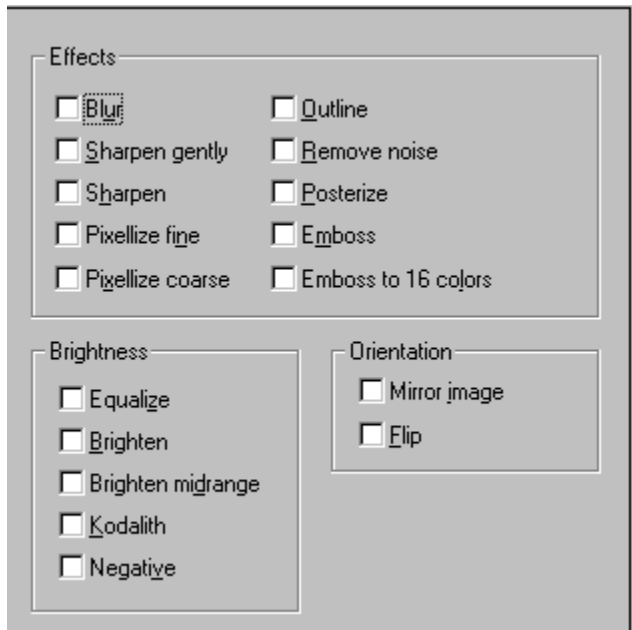 Effects
Blur
Sharpen gently
Sharpen
Pixellize fine
Pixellize coarse
Outline
Remove noise
Posterize
Emboss
Emboss to 16 colors
Brightness
Equalize
Brighten
Brighten midrange
Kodalith
Negative
Orientation
Mirror image
Flip